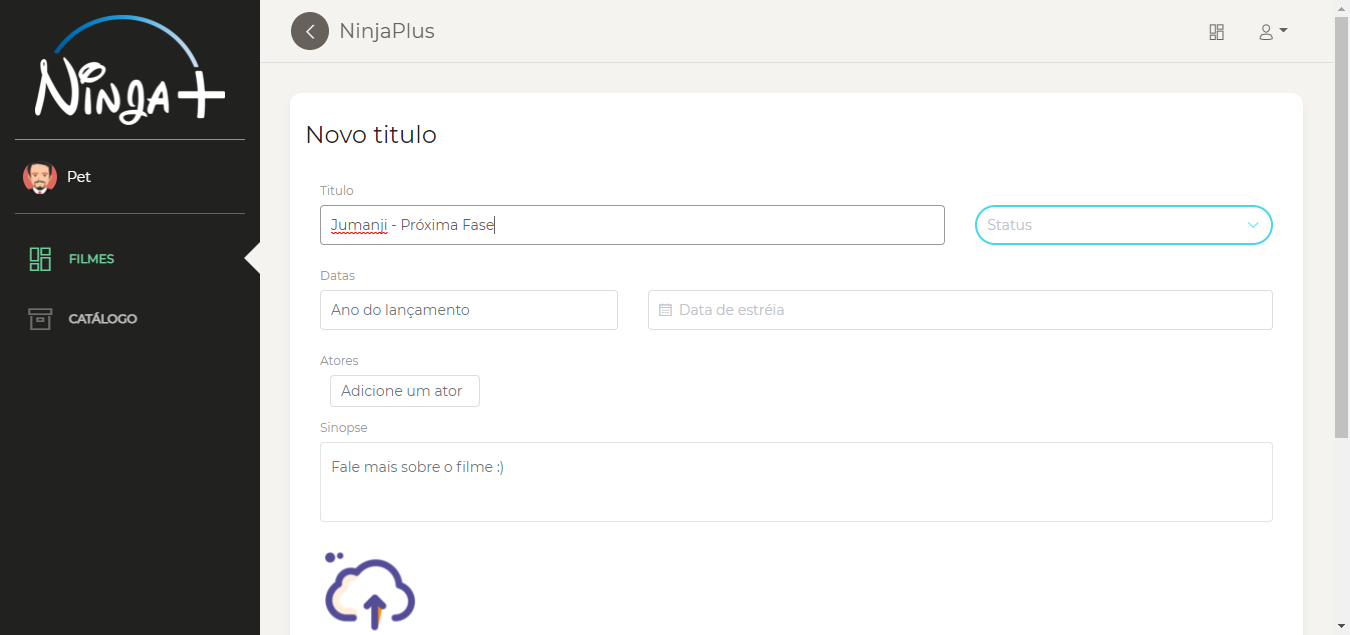 Ninja+
NinjaPlus
Pet
FILMES
CATÁLOGO
Novo titulo
Titulo
Jumanji - Próxima Fase
Status
Datas
Ano do lançamento
Data de estréia
Atores
Adicione um ator
Sinopse
Fale mais sobre o filme :)